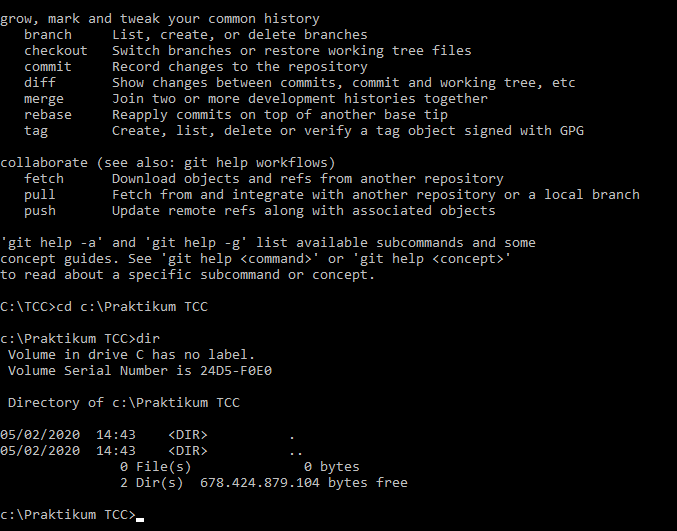 grow, mark and tweak your common history
   branch     List, create, or delete branches
   checkout   Switch branches or restore working tree files
   commit     Record changes to the repository
   diff       Show changes between commits, commit and working tree, etc
   merge      Join two or more development histories together
   rebase     Reapply commits on top of another base tip
   tag        Create, list, delete or verify a tag object signed with GPG

collaborate (see also: git help workflows)
   fetch      Download objects and refs from another repository
   pull       Fetch from and integrate with another repository or a local branch
   push       Update remote refs along with associated objects

'git help -a' and 'git help -g' list available subcommands and some
concept guides. See 'git help <command>' or 'git help <concept>'
to read about a specific subcommand or concept.

C:\TCC>cd c:\Praktikum TCC

c:\Praktikum TCC>dir
 Volume in drive C has no label.
 Volume Serial Number is 24D5-F0E0

 Directory of c:\Praktikum TCC

05/02/2020  14:43    <DIR>          .
05/02/2020  14:43    <DIR>          ..
               0 File(s)              0 bytes
               2 Dir(s)  678.424.879.104 bytes free

c:\Praktikum TCC>